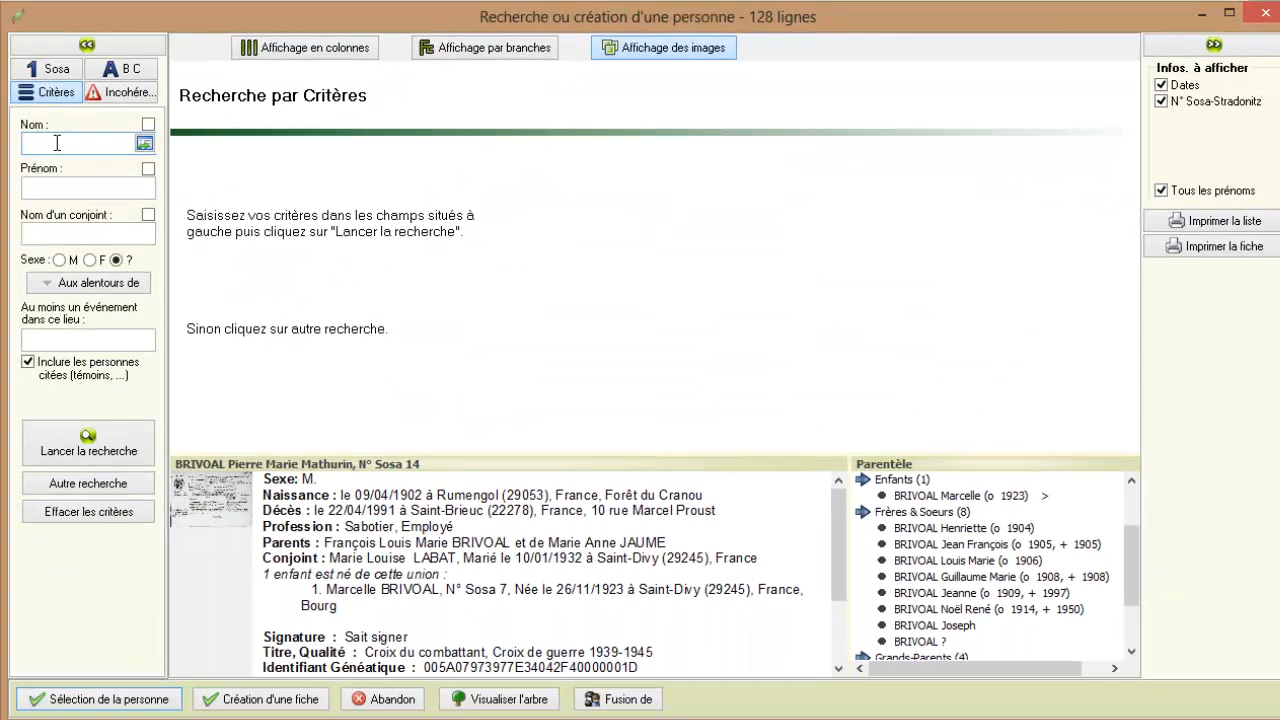 Recherche ou création d'une personne - 128 lignes
1 Sosa
A B C
Critères
Incohére...
Nom :
Prénom :
Nom d'un conjoint :
Sexe : M F ?
Aux alentours de
Au moins un événement
dans ce lieu :
Inclure les personnes
citées (témoins, ...)
Lancer la recherche
Autre recherche
Effacer les critères
Affichage en colonnes
Affichage par branches
Affichage des images
Recherche par Critères
Saisissez vos critères dans les champs situés à
gauche puis cliquez sur "Lancer la recherche".
Sinon cliquez sur autre recherche.
BRIVOAL Pierre Marie Mathurin, N° Sosa 14
Sexe: M.
Naissance : le 09/04/1902 à Rumengol (29053), France, Forêt du Cranou
Décès : le 22/04/1991 à Saint-Brieuc (22278), France, 10 rue Marcel Proust
Profession : Sabotier, Employé
Parents : François Louis Marie BRIVOAL et de Marie Anne JAUME
Conjoint : Marie Louise LABAT, Marié le 10/01/1932 à Saint-Divy (29245), France
1 enfant est né de cette union :
1. Marcelle BRIVOAL, N° Sosa 7, Née le 26/11/1923 à Saint-Divy (29245), France,
Bourg
Signature : Sait signer
Titre, Qualité : Croix du combattant, Croix de guerre 1939-1945
Identifiant Généatique : 005A07973977E34042F40000001D
Parentèle
Enfants (1)
BRIVOAL Marcelle (o 1923) >
Frères & Soeurs (8)
BRIVOAL Henriette (o 1904)
BRIVOAL Jean François (o 1905, + 1905)
BRIVOAL Louis Marie (o 1906)
BRIVOAL Guillaume Marie (o 1908, + 1908)
BRIVOAL Jeanne (o 1909, + 1997)
BRIVOAL Noël René (o 1914, + 1950)
BRIVOAL Joseph
BRIVOAL ?
Grands-Parents (4)
Infos. à afficher
Dates
N° Sosa-Stradonitz
Tous les prénoms
Imprimer la liste
Imprimer la fiche
Sélection de la personne
Création d'une fiche
Abandon
Visualiser l'arbre
Fusion de